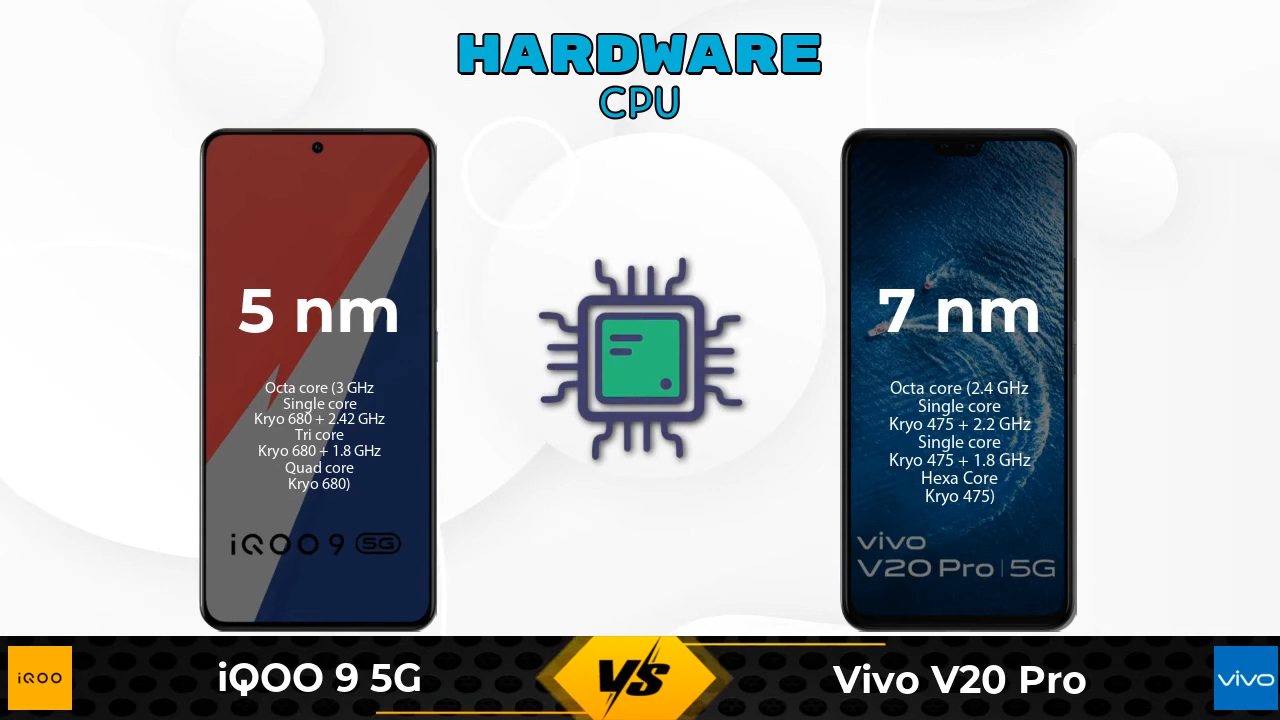 HARDWARE
CPU
5 nm
Octa core (3 GHz
Single core
Kryo 680 + 2.42 GHz
Tri core
Kryo 680 + 1.8 GHz
Quad core
Kryo 680)
iQOO 9 5G
7 nm
Octa core (2.4 GHz
Single core
Kryo 475 + 2.2 GHz
Single core
Kryo 475 + 1.8 GHz
Hexa Core
Kryo 475)
vivo
V20 Pro | 5G
iQOO
iQOO 9 5G
VS
Vivo V20 Pro
vivo